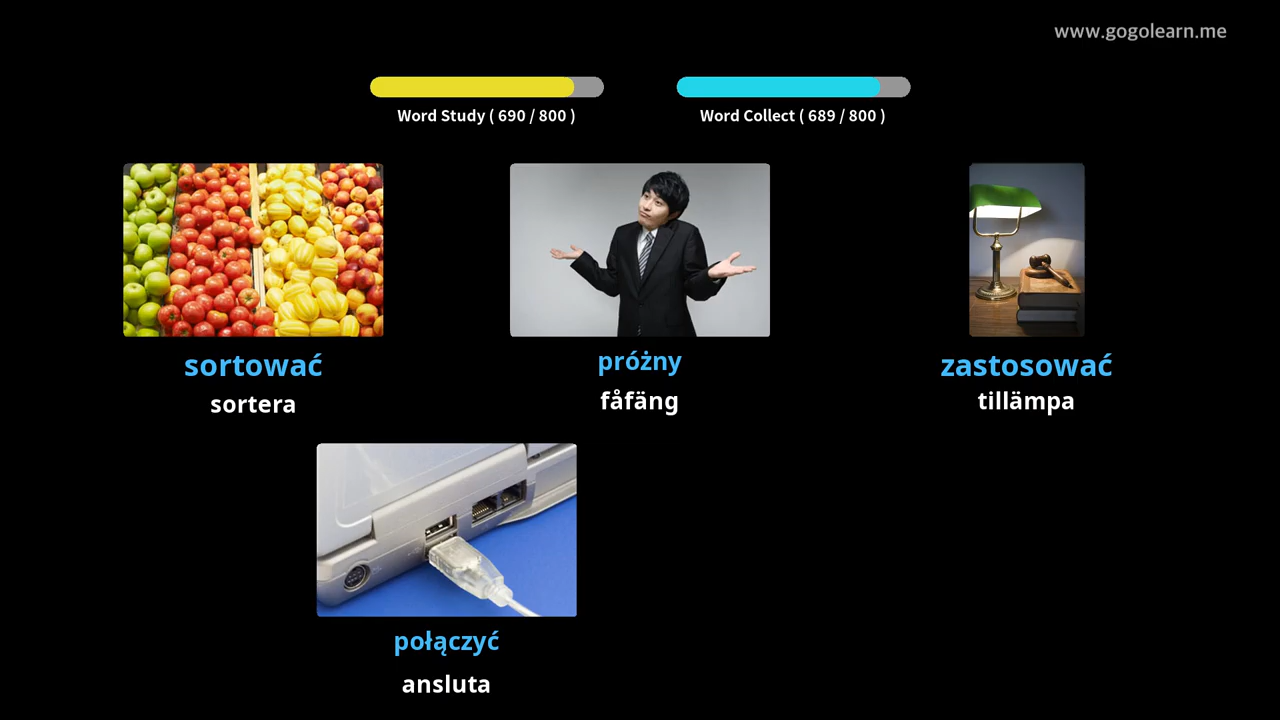 www.gogolearn.me
Word Study ( 690 / 800 )
Word Collect ( 689 / 800 )
sortować
sortera
próżny
fåfäng
zastosować
tillämpa
połączyć
ansluta